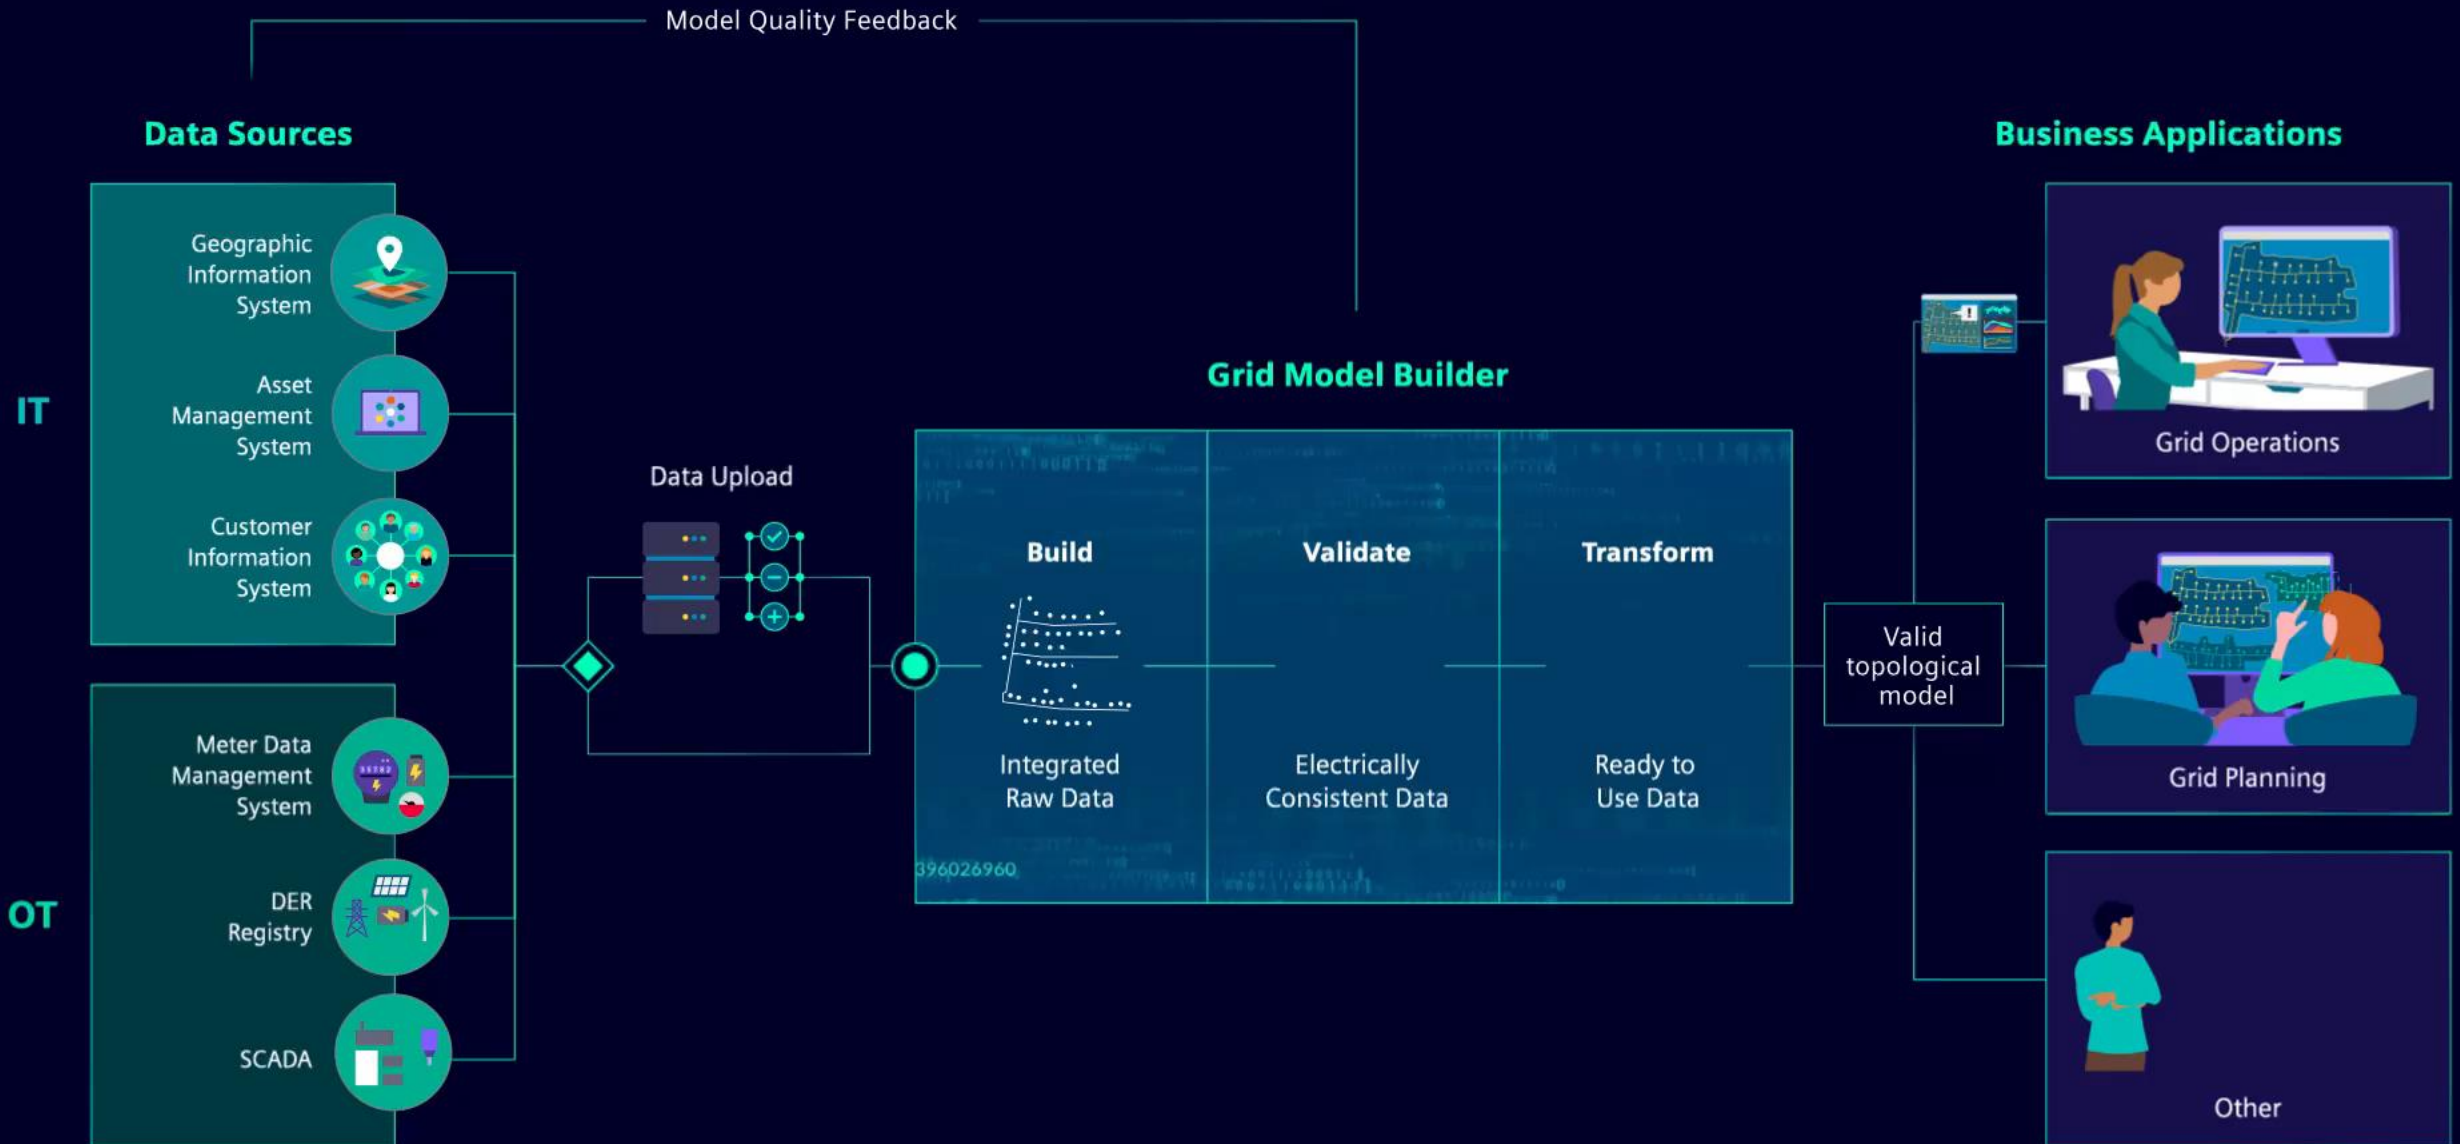 Model Quality Feedback
Data Sources
Business Applications
IT
Geographic
Information
System
Asset
Management
System
Customer
Information
System
OT
Meter Data
Management
System
DER
Registry
SCADA
Data Upload
Grid Model Builder
Build
Integrated
Raw Data
396026960
Validate
Electrically
Consistent Data
Transform
Ready to
Use Data
Valid
topological
model
!
Grid Operations
Grid Planning
Other